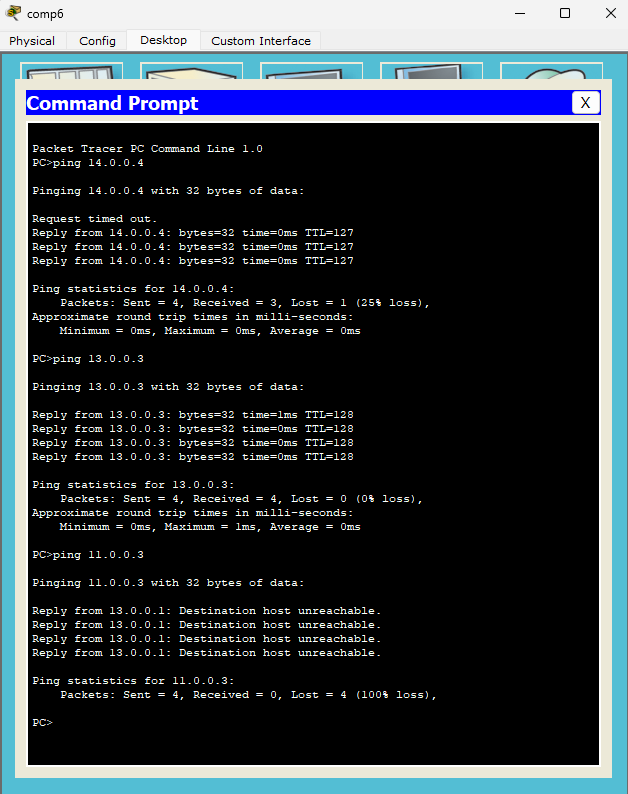 comp6
Physical Config Desktop Custom Interface
Command Prompt X
Packet Tracer PC Command Line 1.0
PC>ping 14.0.0.4
Pinging 14.0.0.4 with 32 bytes of data:
Request timed out.
Reply from 14.0.0.4: bytes=32 time=0ms TTL=127
Reply from 14.0.0.4: bytes=32 time=0ms TTL=127
Reply from 14.0.0.4: bytes=32 time=0ms TTL=127
Ping statistics for 14.0.0.4:
Packets: Sent = 4, Received = 3, Lost = 1 (25% loss),
Approximate round trip times in milli-seconds:
Minimum = 0ms, Maximum = 0ms, Average = 0ms
PC>ping 13.0.0.3
Pinging 13.0.0.3 with 32 bytes of data:
Reply from 13.0.0.3: bytes=32 time=1ms TTL=128
Reply from 13.0.0.3: bytes=32 time=0ms TTL=128
Reply from 13.0.0.3: bytes=32 time=0ms TTL=128
Reply from 13.0.0.3: bytes=32 time=0ms TTL=128
Ping statistics for 13.0.0.3:
Packets: Sent = 4, Received = 4, Lost = 0 (0% loss),
Approximate round trip times in milli-seconds:
Minimum = 0ms, Maximum = 1ms, Average = 0ms
PC>ping 11.0.0.3
Pinging 11.0.0.3 with 32 bytes of data:
Reply from 13.0.0.1: Destination host unreachable.
Reply from 13.0.0.1: Destination host unreachable.
Reply from 13.0.0.1: Destination host unreachable.
Reply from 13.0.0.1: Destination host unreachable.
Ping statistics for 11.0.0.3:
Packets: Sent = 4, Received = 0, Lost = 4 (100% loss),
PC>